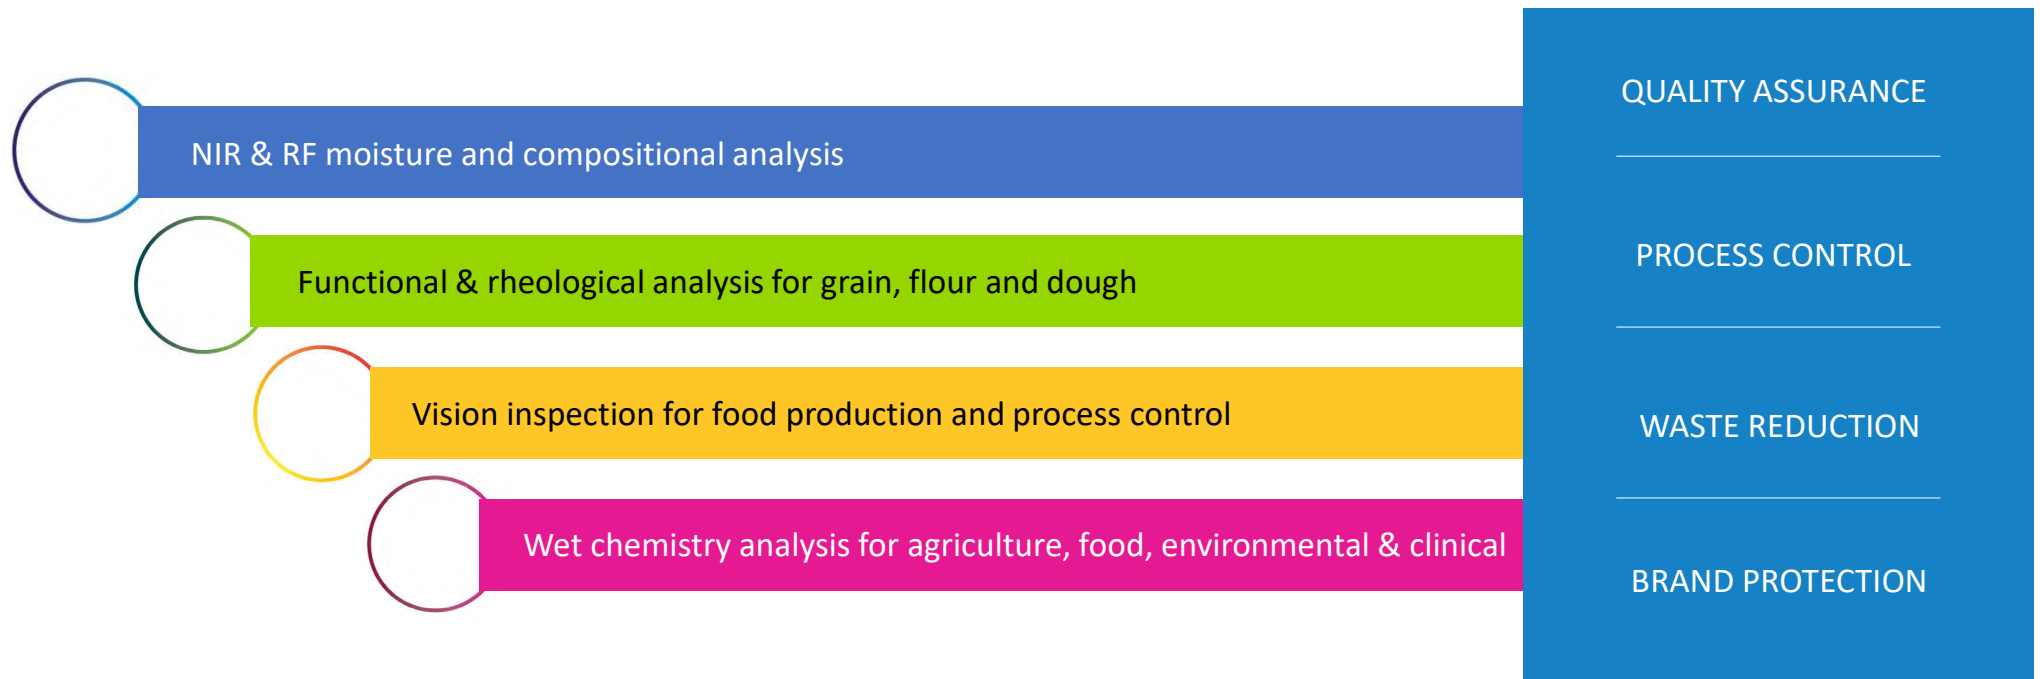 NIR & RF moisture and compositional analysis
Functional & rheological analysis for grain, flour and dough
Vision inspection for food production and process control
Wet chemistry analysis for agriculture, food, environmental & clinical
QUALITY ASSURANCE
PROCESS CONTROL
WASTE REDUCTION
BRAND PROTECTION